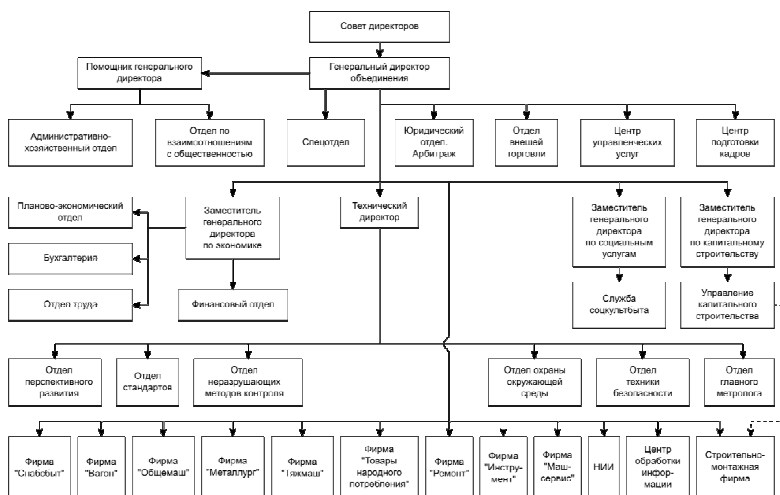 Совет директоров
Помощник генерального
директора
Генеральный директор
объединения
Административно-
хозяйственный отдел
Отдел по
взаимоотношениям
с общественностью
Спецотдел
Юридический
отдел.
Арбитраж
Отдел
внешей
торговли
Центр
управленческих
услуг
Центр
подготовки
кадров
Планово-экономический
отдел
Заместитель
генерального
директора
по экономике
Технический
директор
Заместитель
генерального
директора
по социальным
услугам
Заместитель
генерального
директора
по капитальному
строительству
Бухгалтерия
Отдел труда
Финансовый отдел
Служба
соцкультбыта
Управление
капитального
строительства
Отдел
перспективного
развития
Отдел
стандартов
Отдел
неразрушающих
методов контроля
Отдел охраны
окружающей
среды
Отдел
техники
безопасности
Отдел
главного
метролога
Фирма
"Снабсбыт"
Фирма
"Вагон"
Фирма
"Общемаш"
Фирма
"Металлург"
Фирма
"Тяжмаш"
Фирма
"Товары
народного
потребления"
Фирма
"Ремонт"
Фирма
"Инстру-
мент"
Фирма
"Маш-
сервис"
НИИ
Центр
обработки
инфор-
мации
Строительно-
монтажная
фирма